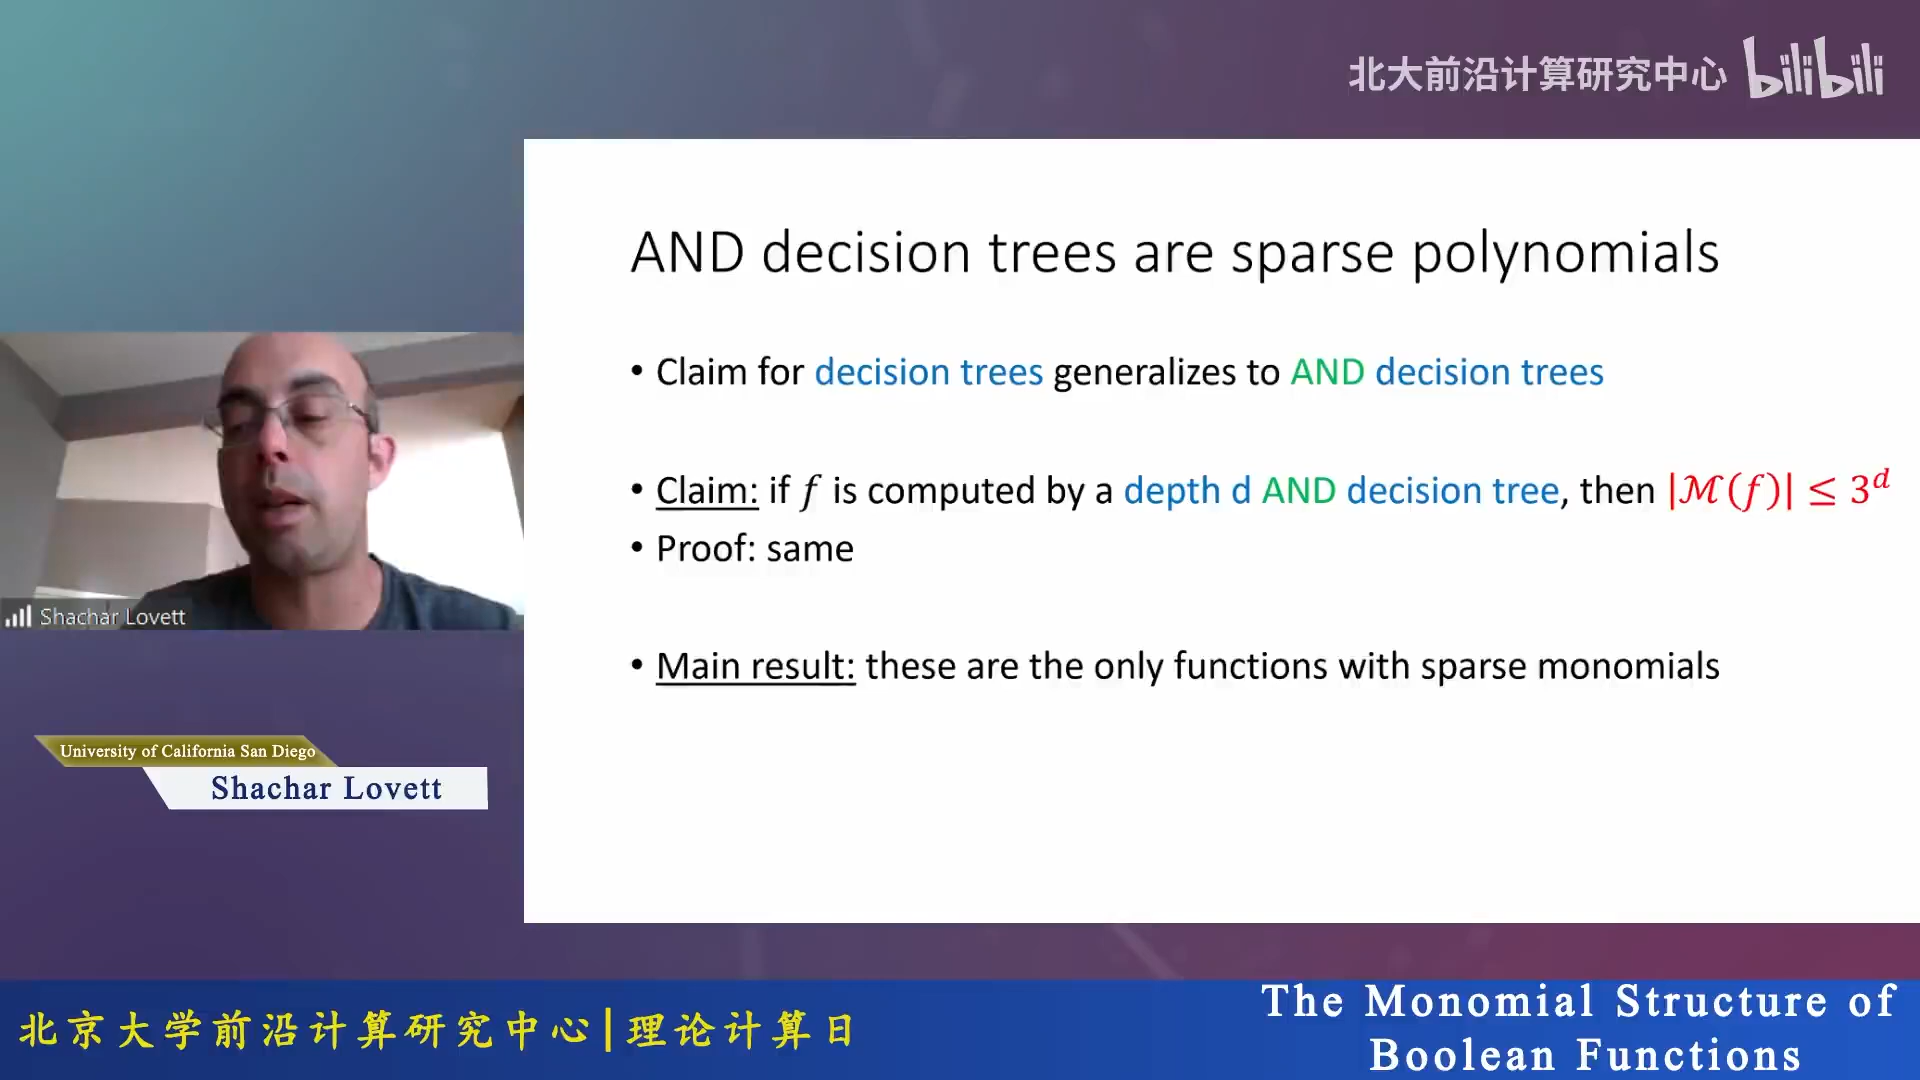 北大前沿计算研究中心 bilibili
AND decision trees are sparse polynomials
• Claim for decision trees generalizes to AND decision trees
• Claim: if f is computed by a depth d AND decision tree, then |ℳ(f)| ≤ 3^d
• Proof: same
• Main result: these are the only functions with sparse monomials
Shachar Lovett
University of California San Diego
Shachar Lovett
北京大学前沿计算研究中心|理论计算日
The Monomial Structure of
Boolean Functions